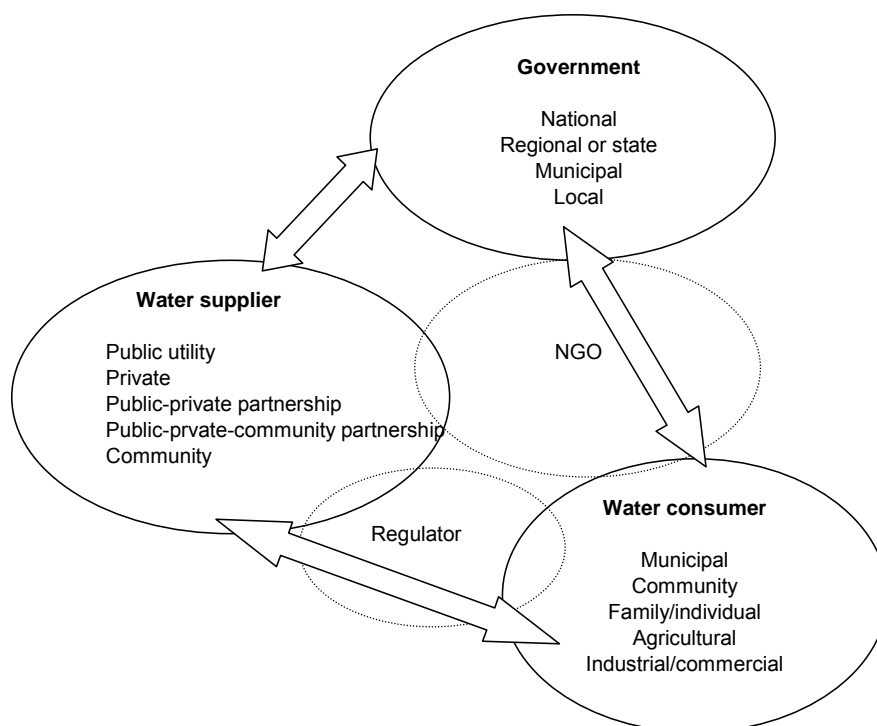 Government
National
Regional or state
Municipal
Local
Water supplier
Public utility
Private
Public-private partnership
Public-prvate-community partnership
Community
NGO
Regulator
Water consumer
Municipal
Community
Family/individual
Agricultural
Industrial/commercial